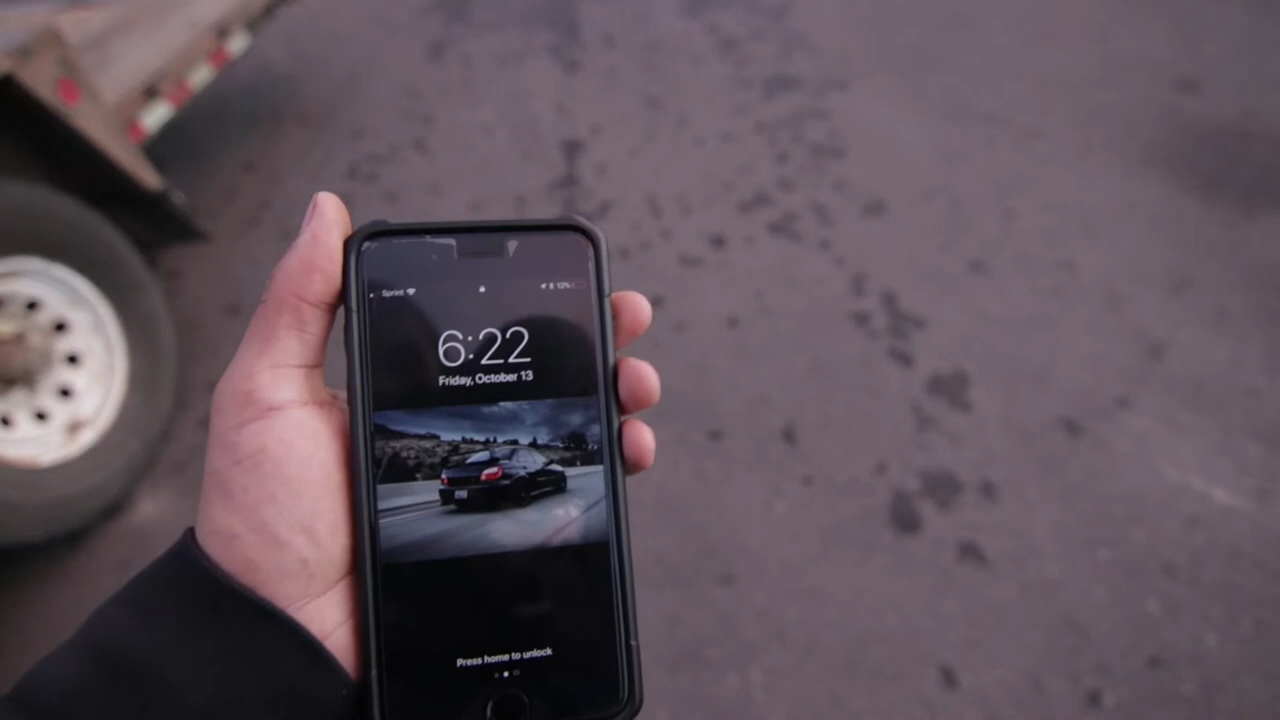 Sprint 12%
6:22
Friday, October 13
Press home to unlock